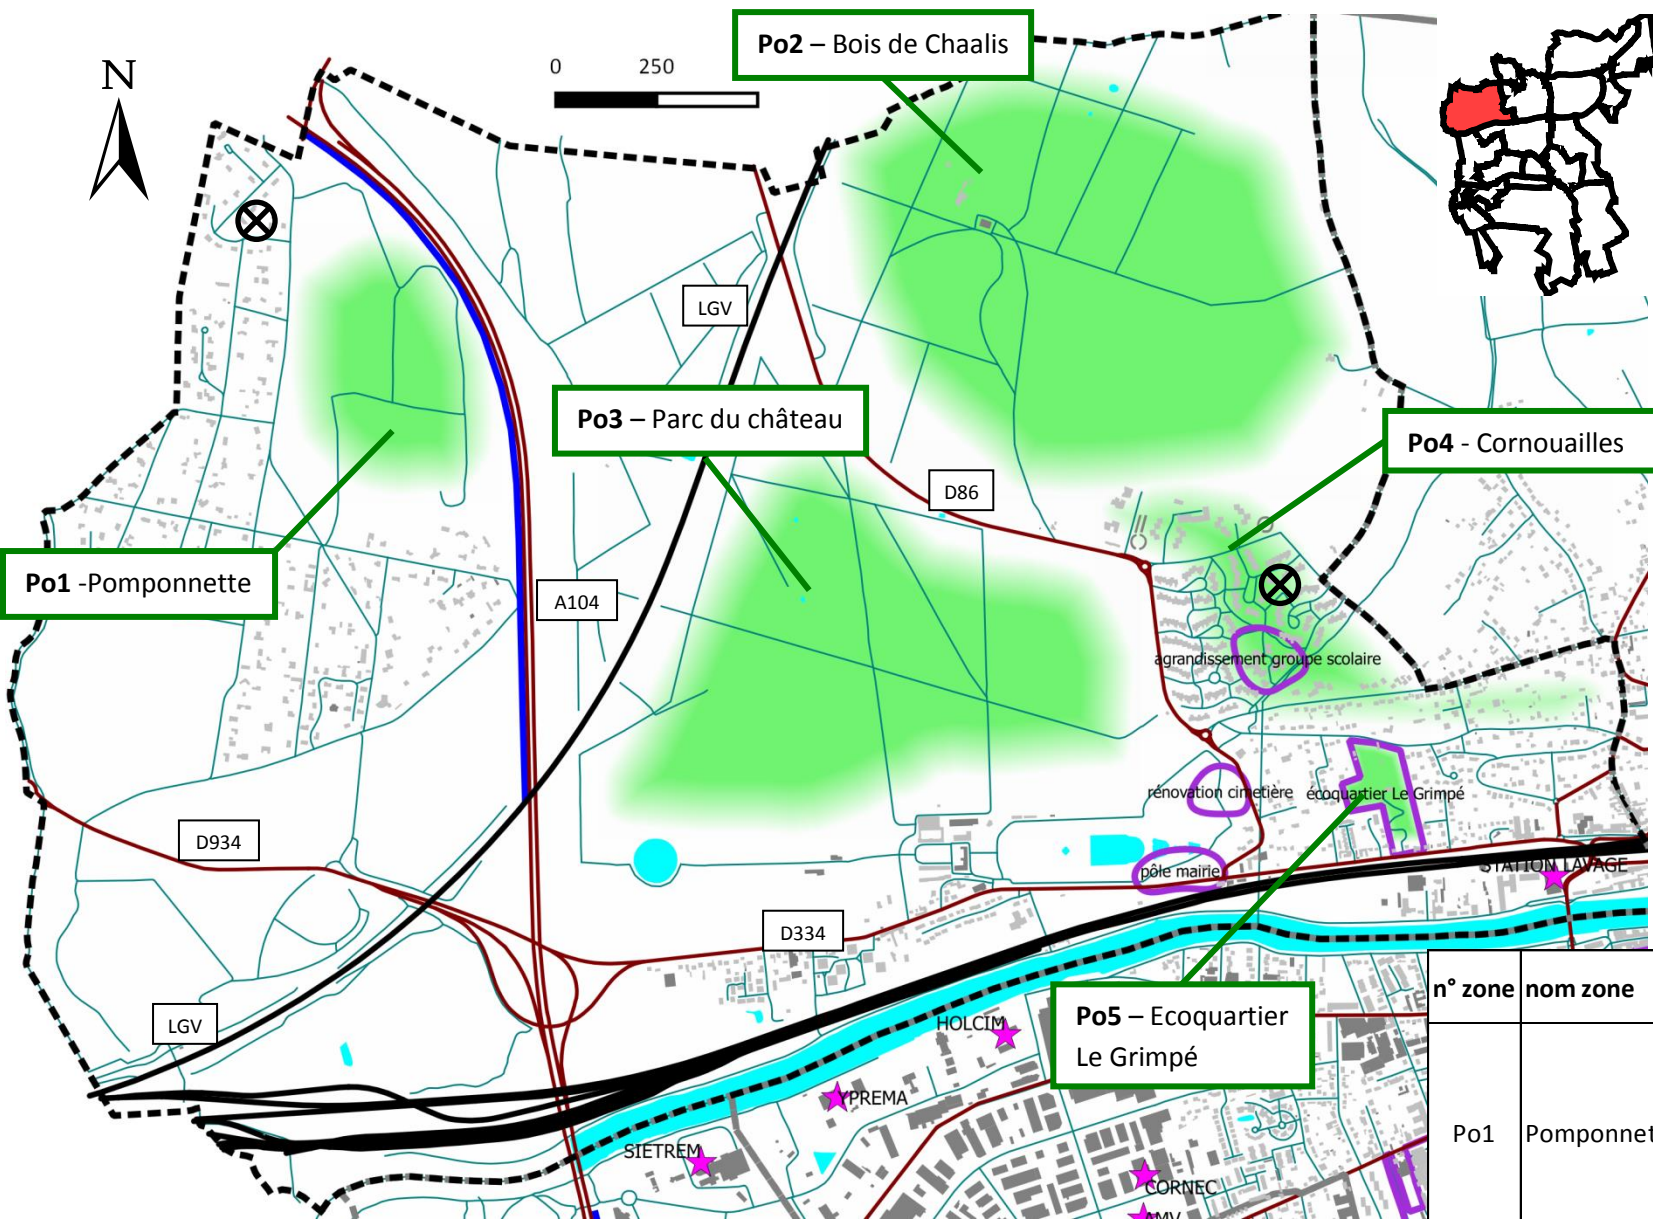 Po2 – Bois de Chaalis
N
0 250
LGV
Po3 – Parc du château
Po4 - Cornouailles
D86
Po1 -Pomponnette
A104
agrandissement groupe scolaire
rénovation cimetière
écoquartier Le Grimpé
D934
pôle mairie
STATION LAVAGE
D334
n° zone nom zone
LGV
HOLCIM
Po5 – Ecoquartier
Le Grimpé
YPREMA
Po1 Pomponnet
SIETREM
CORNEC
AMV